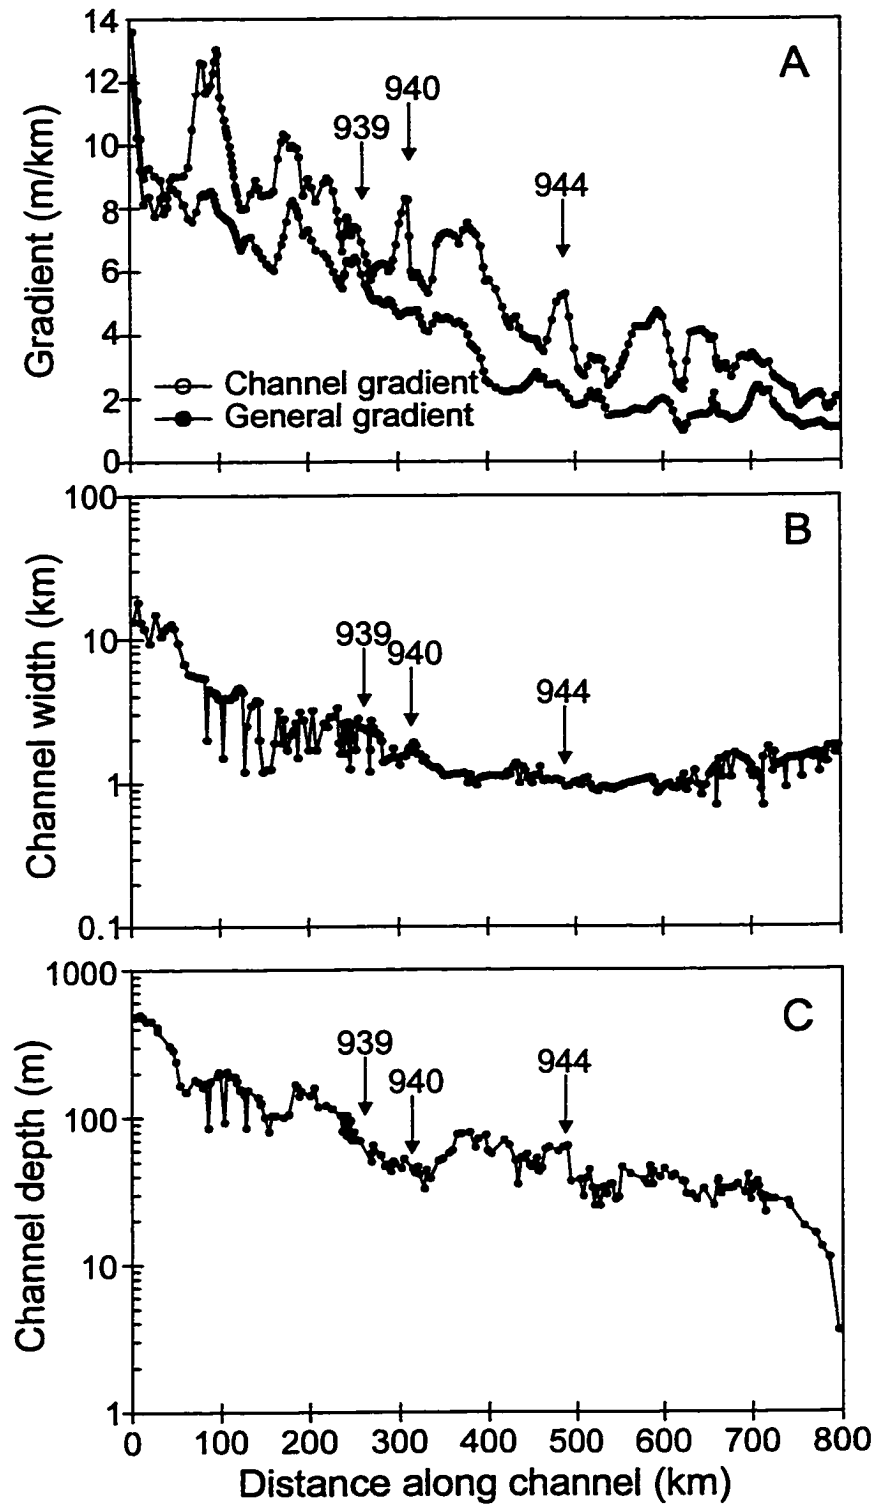 14
12
10
8
6
4
2
0
Gradient (m/km)
A
940
939
944
Channel gradient
General gradient
100
10
1
0.1
Channel width (km)
B
939
940
944
1000
100
10
1
Channel depth (m)
C
939
940
944
0 100 200 300 400 500 600 700 800
Distance along channel (km)